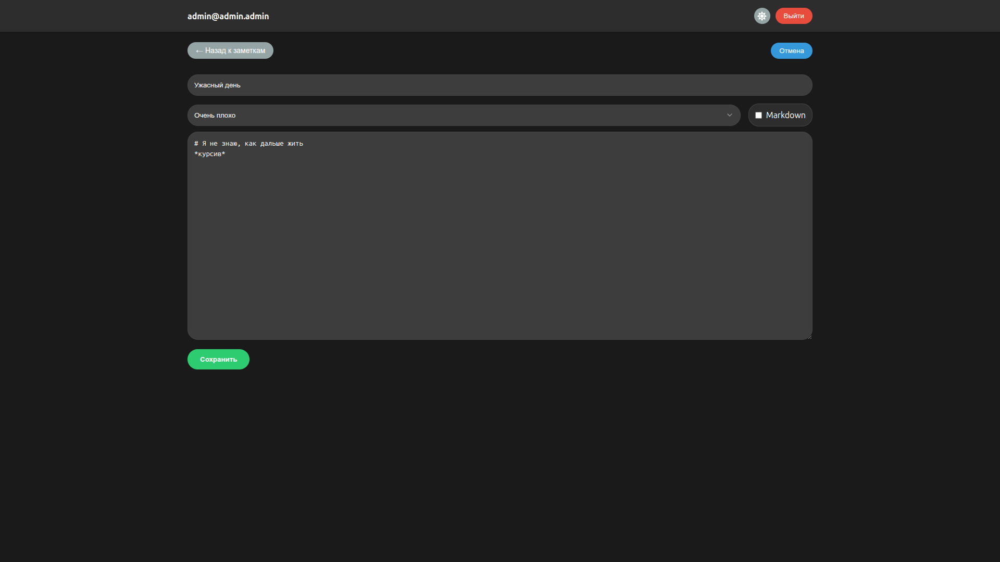 admin@admin.admin
Выйти
← Назад к заметкам
Отмена
Ужасный день
Очень плохо
Markdown
# Я не знаю, как дальше жить
*курсив*
Сохранить